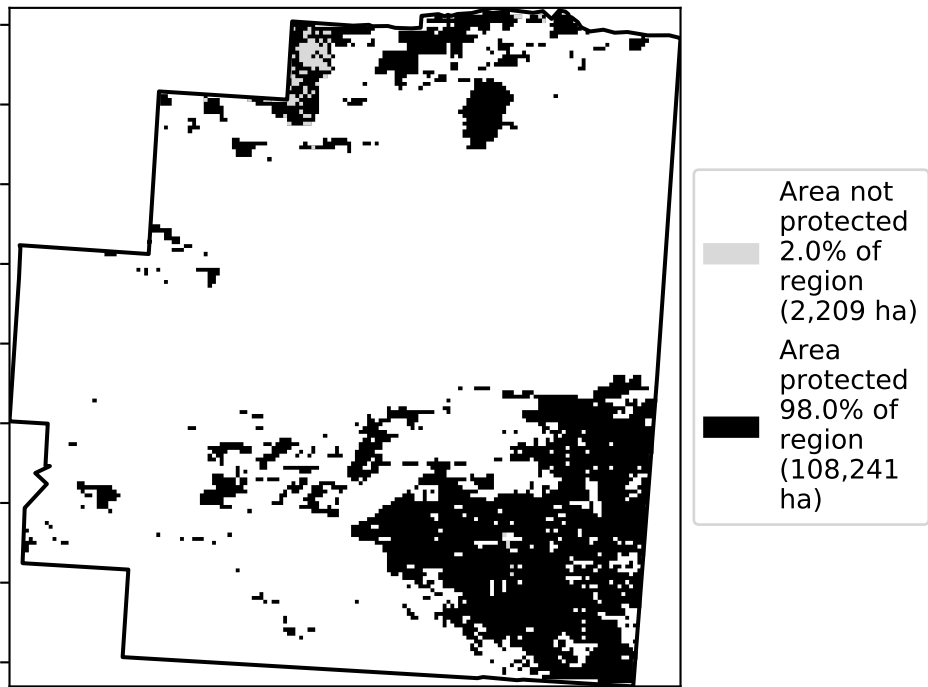 Area not
protected
2.0% of
region
(2,209 ha)
Area
protected
98.0% of
region
(108,241
ha)